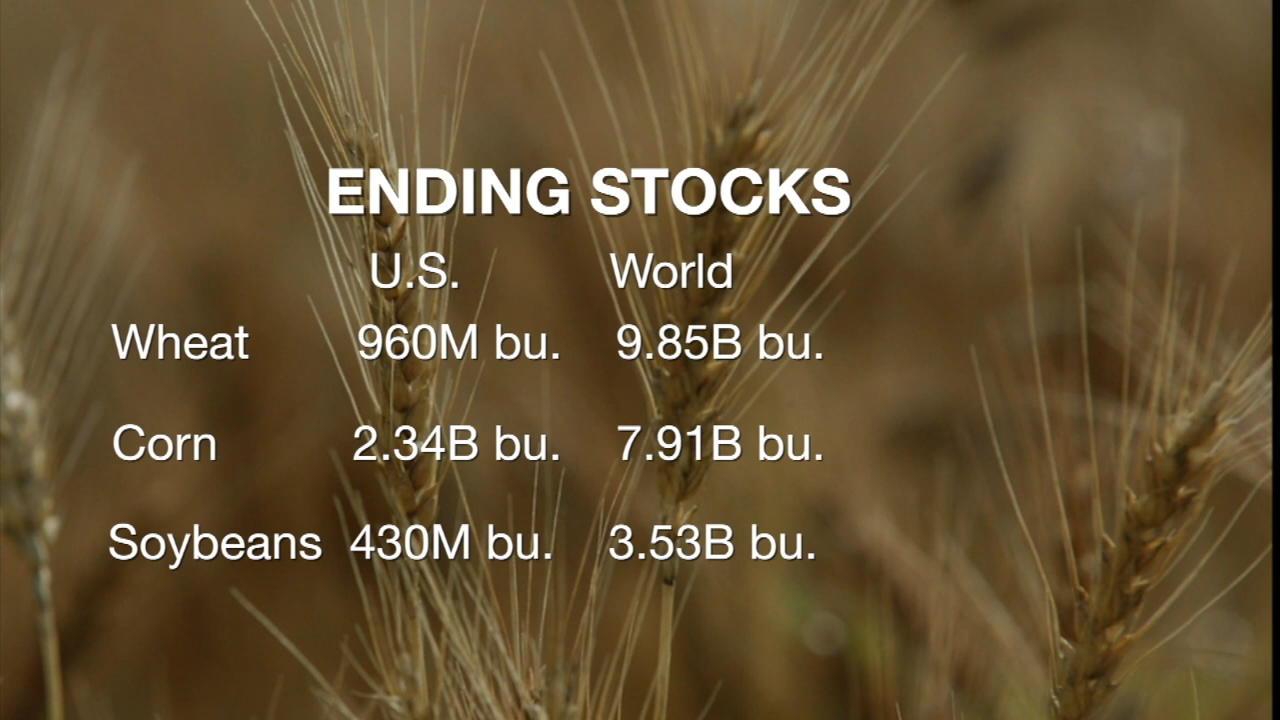 ENDING STOCKS
U.S. World
Wheat 960M bu. 9.85B bu.
Corn 2.34B bu. 7.91B bu.
Soybeans 430M bu. 3.53B bu.